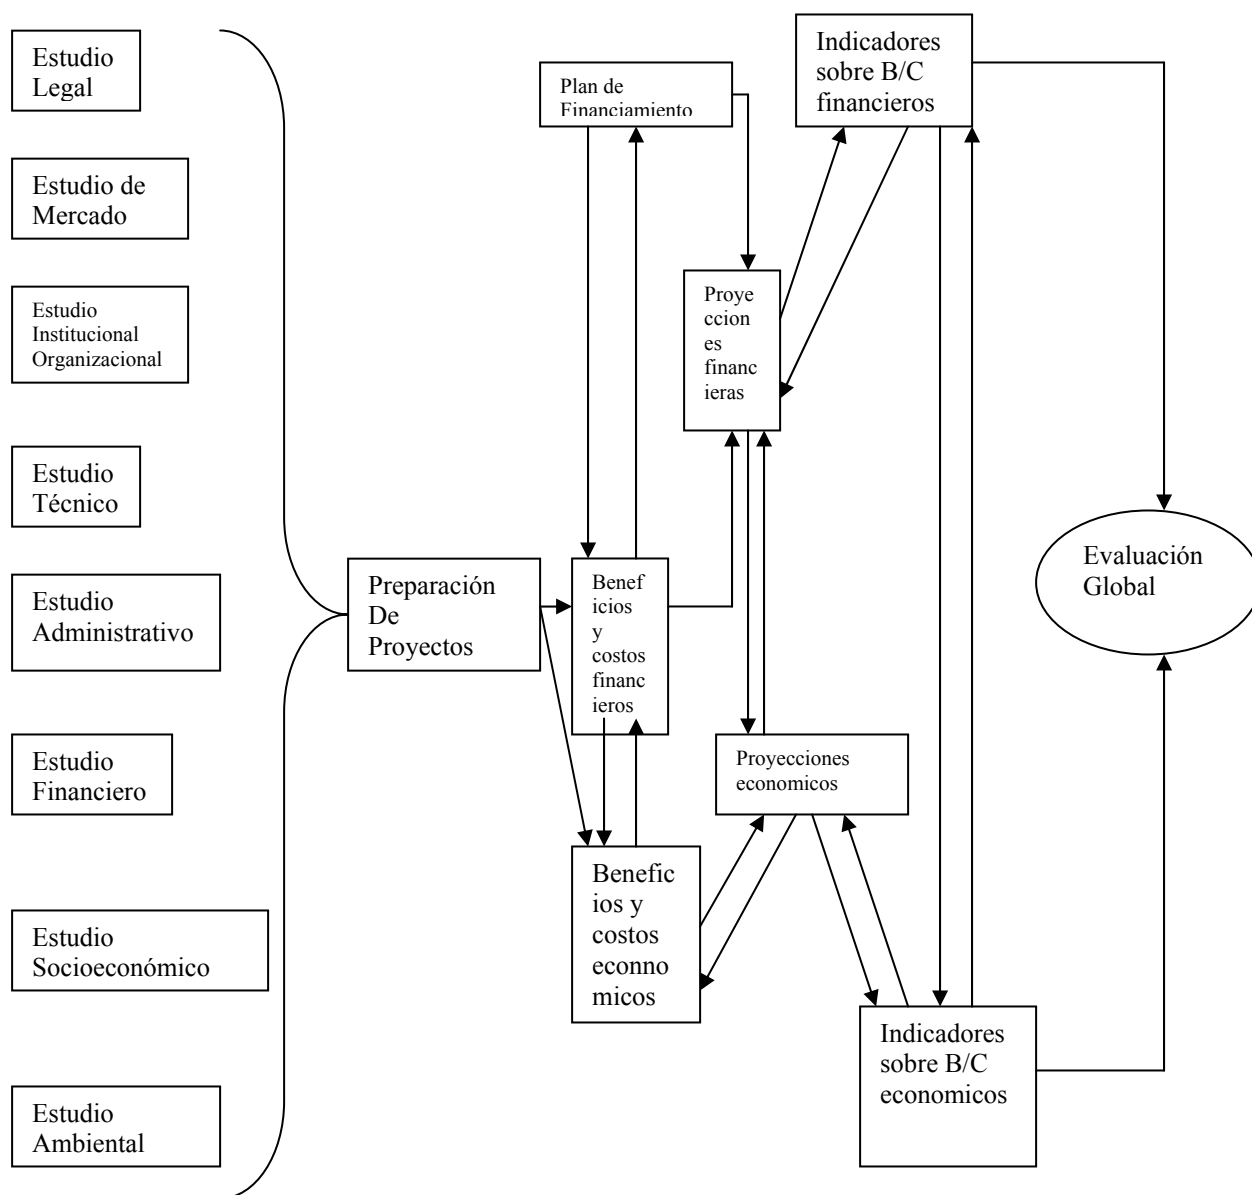 Estudio
Legal
Estudio de
Mercado
Estudio
Institucional
Organizacional
Estudio
Técnico
Estudio
Administrativo
Estudio
Financiero
Estudio
Socioeconómico
Estudio
Ambiental
Preparación
De
Proyectos
Plan de
Financiamiento
Benef
icios
y
costos
financ
ieros
Benefic
ios y
costos
econno
micos
Proye
ccion
es
financ
ieras
Proyecciones
economicos
Indicadores
sobre B/C
financieros
Indicadores
sobre B/C
economicos
Evaluación
Global